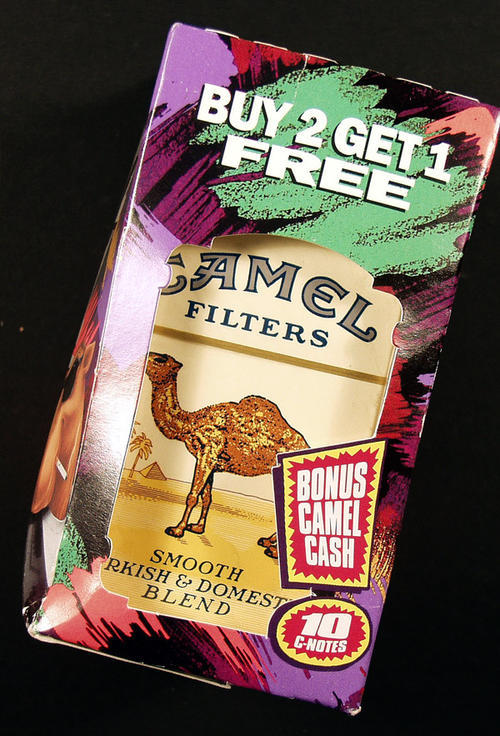 BUY 2 GET 1
FREE
CAMEL
FILTERS
BONUS
CAMEL
CASH
10
C-NOTES
SMOOTH
RKISH & DOMEST
BLEND